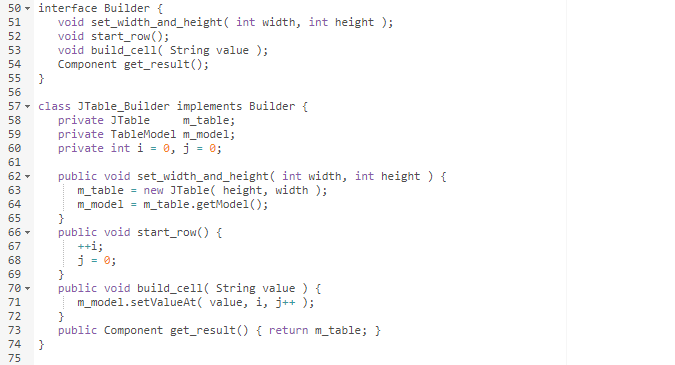 50 interface Builder {
51    void set_width_and_height( int width, int height );
52    void start_row();
53    void build_cell( String value );
54    Component get_result();
55 }
56
57 class JTable_Builder implements Builder {
58    private JTable     m_table;
59    private TableModel m_model;
60    private int i = 0, j = 0;
61
62    public void set_width_and_height( int width, int height ) {
63       m_table = new JTable( height, width );
64       m_model = m_table.getModel();
65    }
66    public void start_row() {
67       ++i;
68       j = 0;
69    }
70    public void build_cell( String value ) {
71       m_model.setValueAt( value, i, j++ );
72    }
73    public Component get_result() { return m_table; }
74 }
75